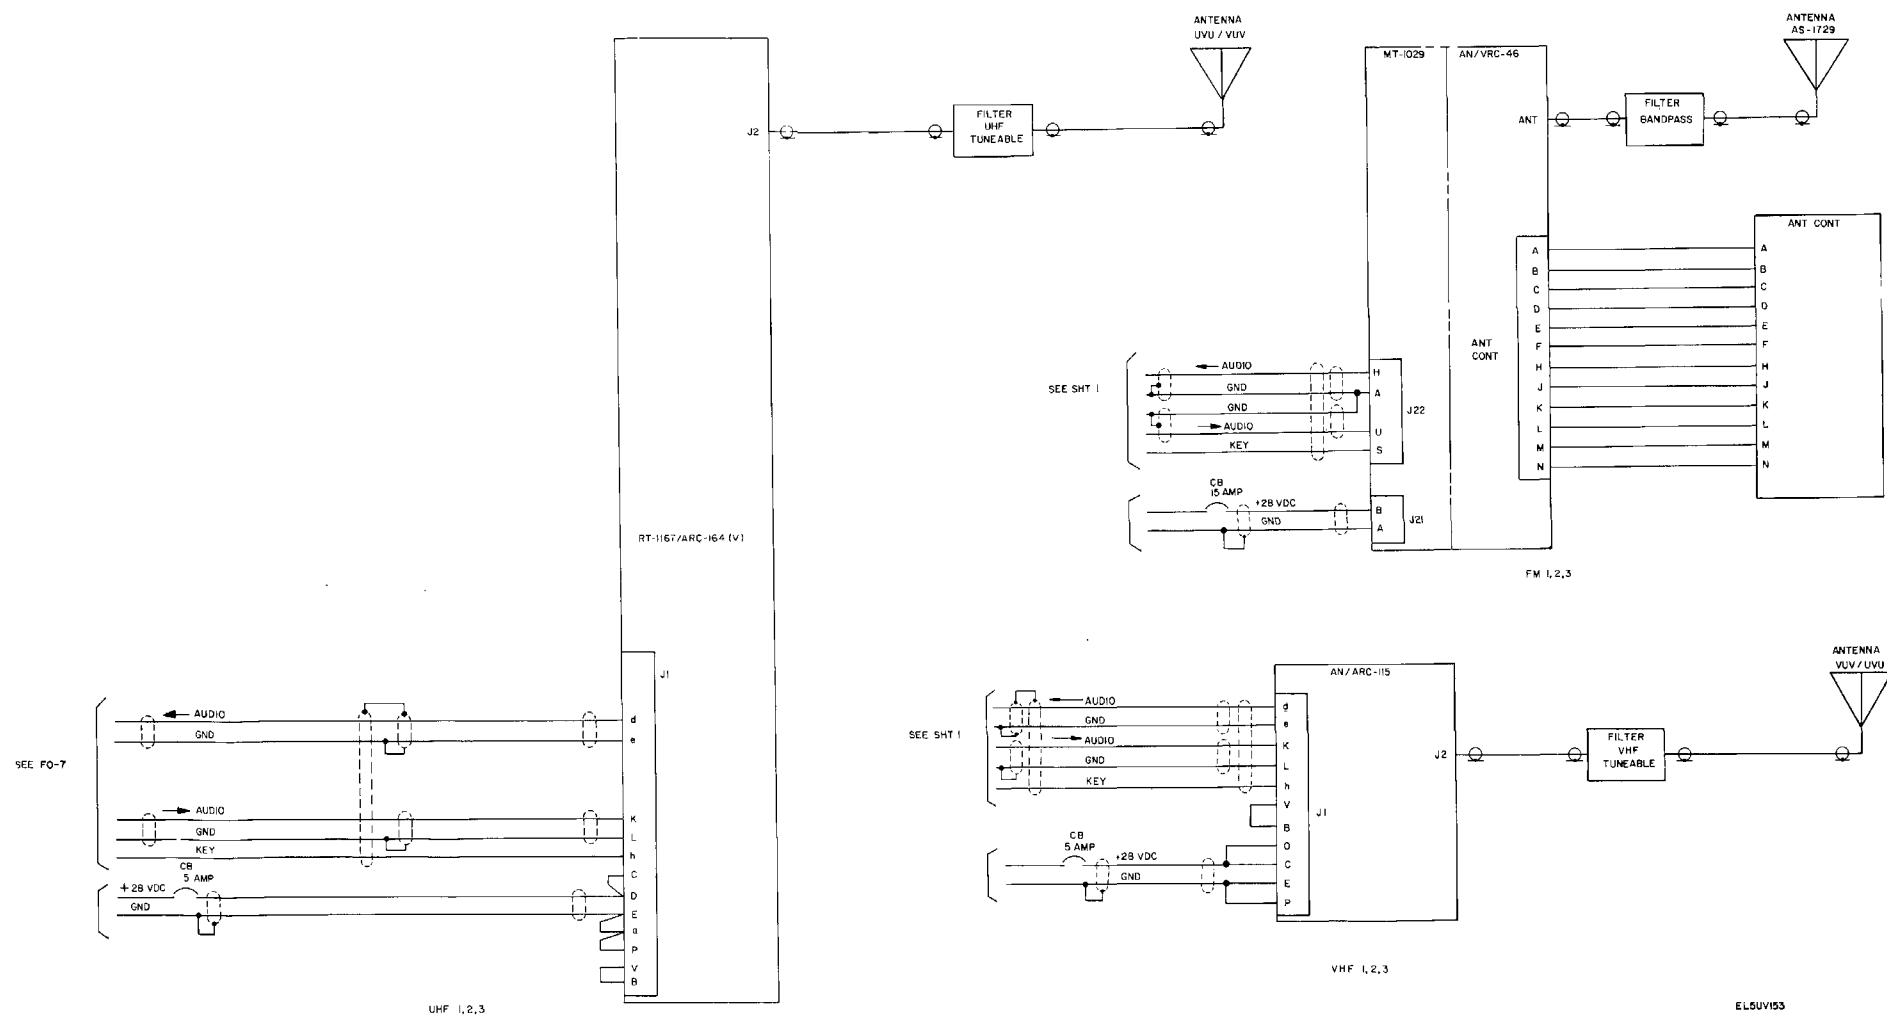 ANTENNA
UVU / VUV
J2
FILTER
UHF
TUNEABLE
RT-1167/ARC-164 (V)
J1
SEE FO-7
AUDIO
GND
AUDIO
GND
KEY
CB
5 AMP
+ 28 VDC
GND
d
e
K
L
h
C
D
E
a
P
V
B
UHF 1,2,3
ANTENNA
AS-1729
MT-1029
AN/VRC-46
ANT
FILTER
BANDPASS
ANT CONT
A
B
C
D
E
F
H
J
K
L
M
N
ANT
CONT
A
B
C
D
E
F
H
J
K
L
M
N
SEE SHT 1
AUDIO
GND
GND
AUDIO
KEY
H
A
U
S
J22
CB
15 AMP
+28 VDC
GND
B
A
J21
FM 1,2,3
ANTENNA
VUV / UVU
AN/ARC-115
SEE SHT 1
AUDIO
GND
AUDIO
GND
KEY
CB
5 AMP
+28 VDC
GND
d
e
K
L
h
V
B
D
C
E
P
J1
J2
FILTER
VHF
TUNEABLE
VHF 1,2,3
EL5UV153